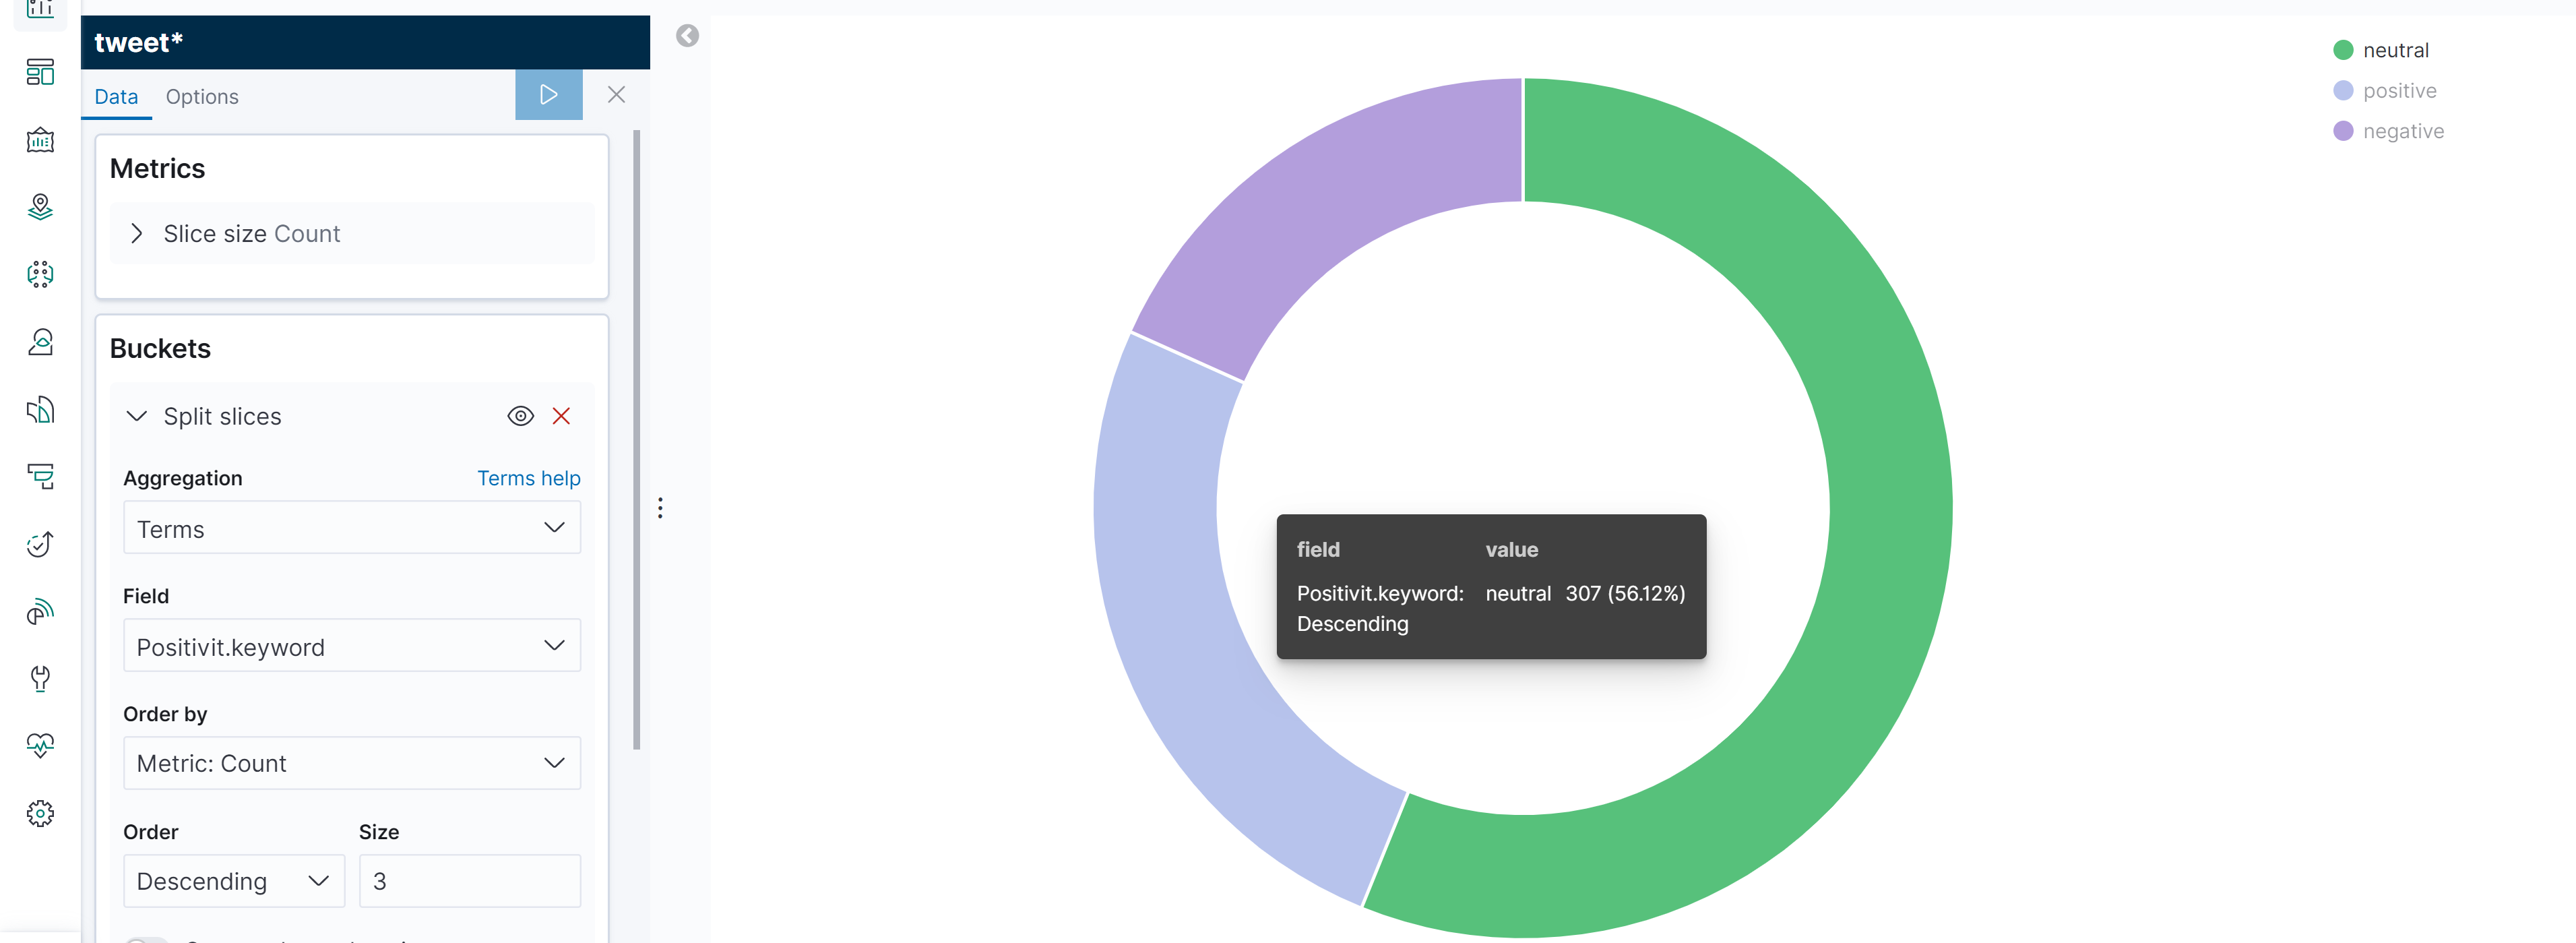 tweet*
Data Options
Metrics
Slice size Count
Buckets
Split slices
Aggregation Terms help
Terms
Field
Positivit.keyword
Order by
Metric: Count
Order Size
Descending 3
neutral
positive
negative
field value
Positivit.keyword: neutral 307 (56.12%)
Descending